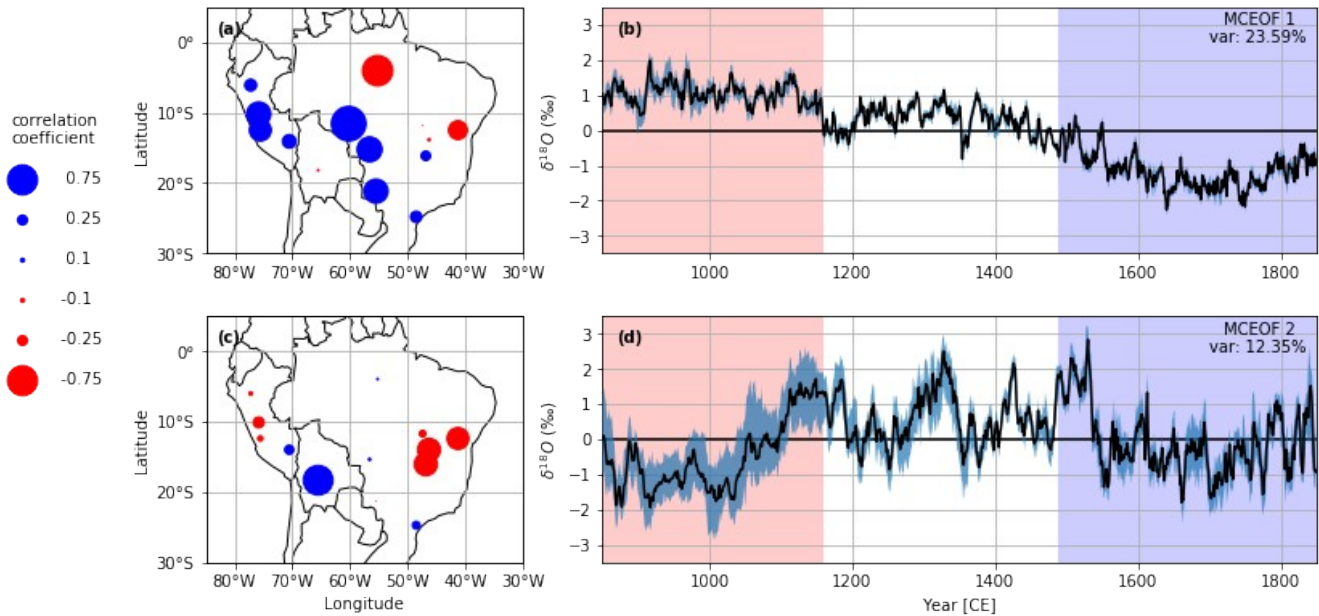 correlation
coefficient
0.75
0.25
0.1
-0.1
-0.25
-0.75
(a)
Latitude
0°
10°S
20°S
30°S
80°W 70°W 60°W 50°W 40°W 30°W
(b)
MCEOF 1
var: 23.59%
δ¹⁸O (‰)
3
2
1
0
−1
−2
−3
1000 1200 1400 1600 1800
(c)
Latitude
0°
10°S
20°S
30°S
80°W 70°W 60°W 50°W 40°W 30°W
Longitude
(d)
MCEOF 2
var: 12.35%
δ¹⁸O (‰)
3
2
1
0
−1
−2
−3
1000 1200 1400 1600 1800
Year [CE]